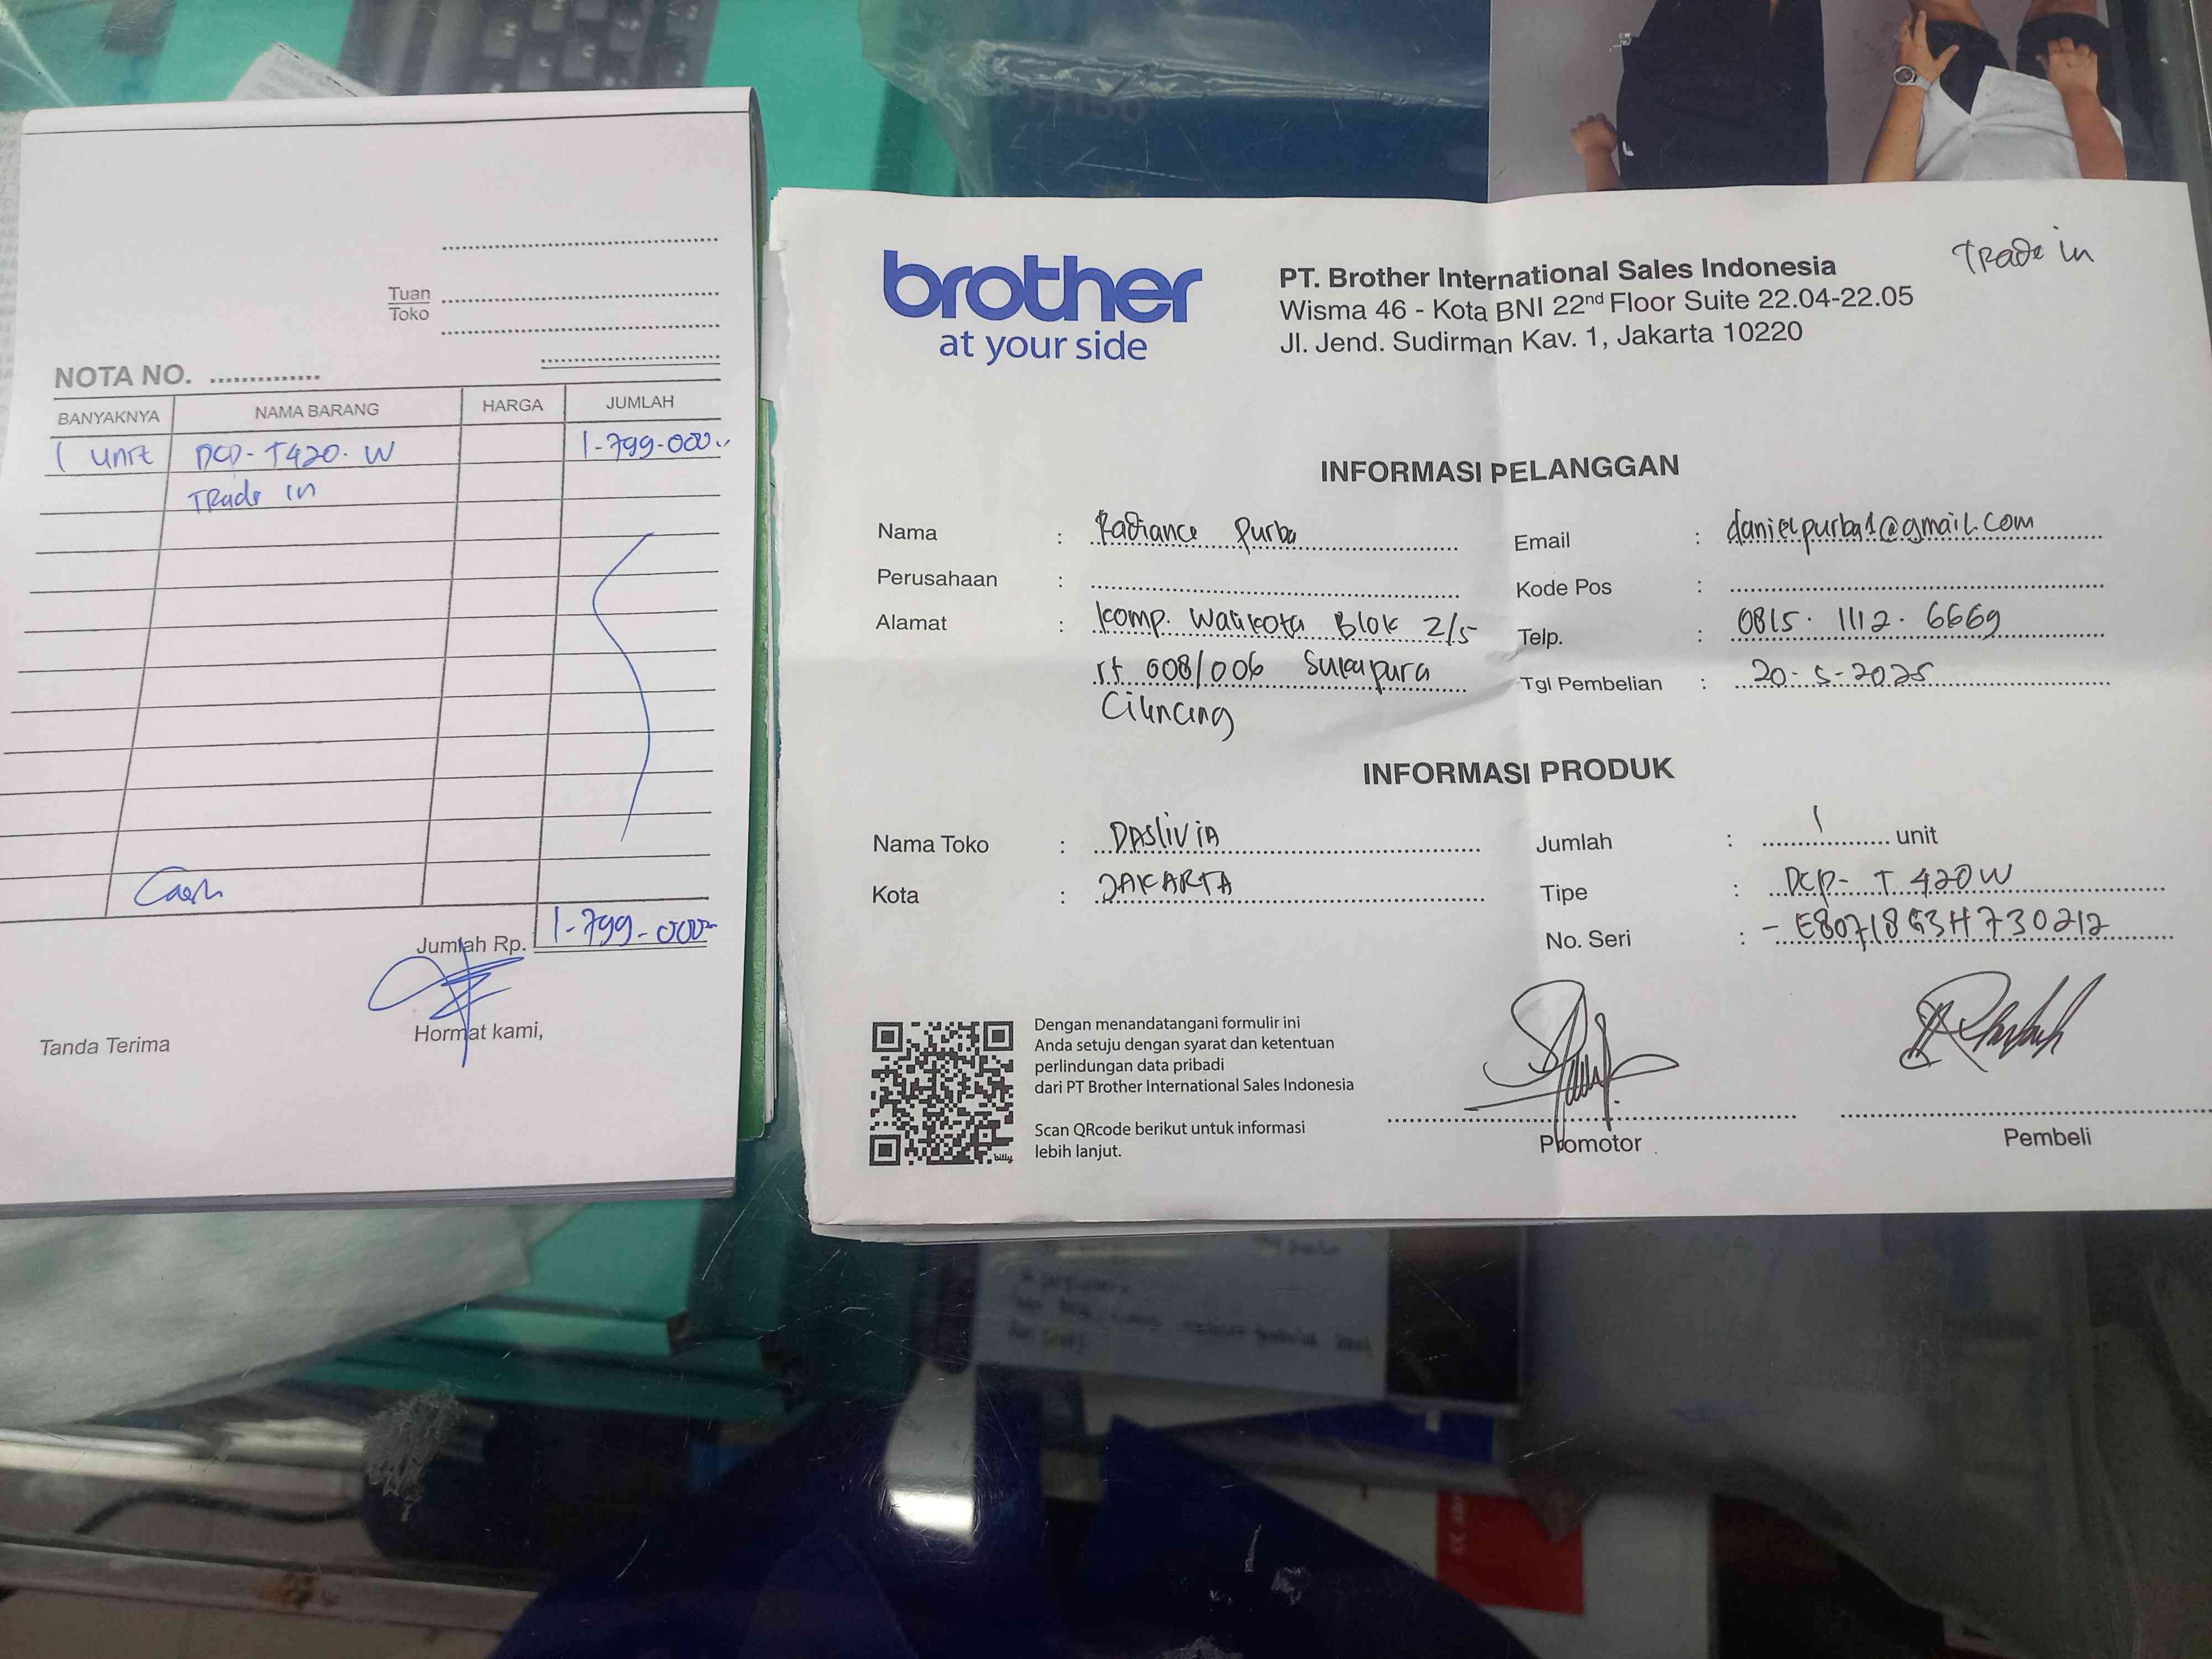 Tuan
Toko
NOTA NO. ..............
BANYAKNYA NAMA BARANG HARGA JUMLAH
1 unit DCP-T420.W 1-799-000..
TRade in
Cash
Jumlah Rp. 1-799-000-
Tanda Terima Hormat kami,
brother
at your side
PT. Brother International Sales Indonesia
Wisma 46 - Kota BNI 22nd Floor Suite 22.04-22.05
Jl. Jend. Sudirman Kav. 1, Jakarta 10220
TRade in
INFORMASI PELANGGAN
Nama : Radiance Purba
Perusahaan :
Alamat : komp. Walikota Blok 2/5
rt 008/006 Sukapura
Cilincing
Email : danielpurba1@gmail.com
Kode Pos :
Telp. : 0815. 1112. 6669
Tgl Pembelian : 20-5-2025
INFORMASI PRODUK
Nama Toko : DASLIVIA
Kota : JAKARTA
Jumlah : 1 unit
Tipe : DCP- T 420W
No. Seri : - E80718G3H730212
Dengan menandatangani formulir ini
Anda setuju dengan syarat dan ketentuan
perlindungan data pribadi
dari PT Brother International Sales Indonesia
Scan QRcode berikut untuk informasi
lebih lanjut.
billy
Promotor
Pembeli